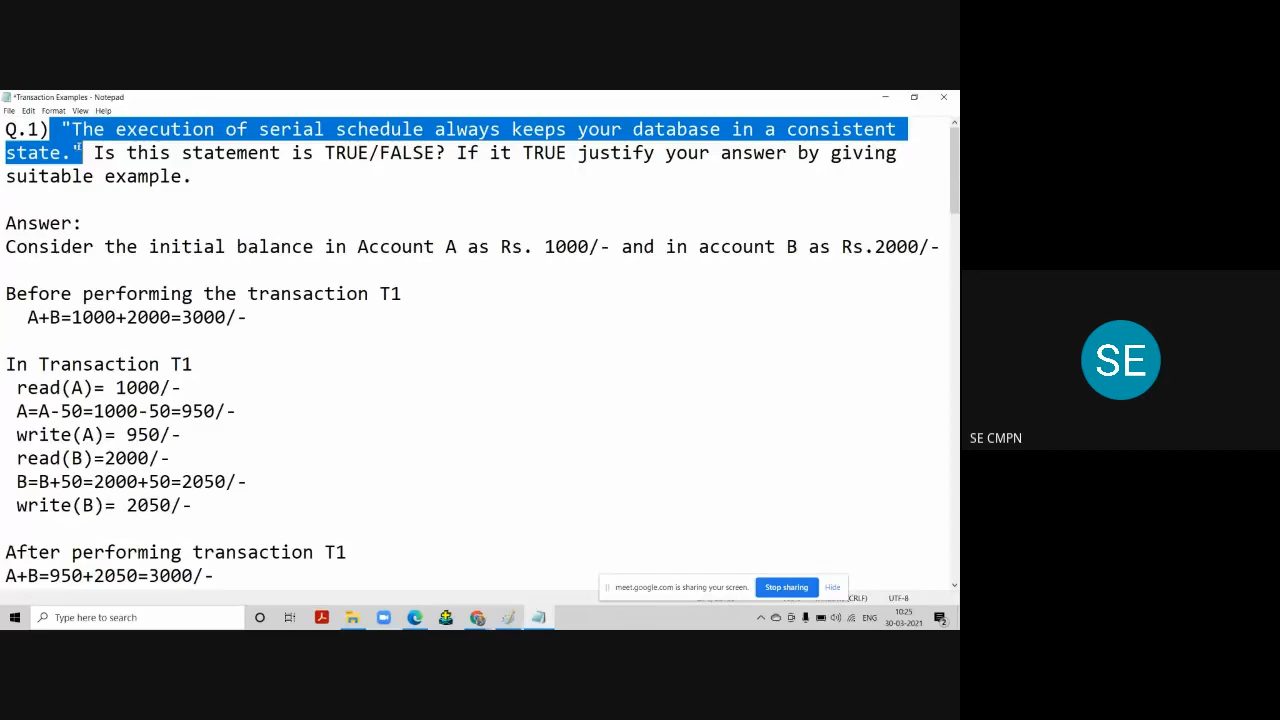 *Transaction Examples - Notepad
File Edit Format View Help
Q.1) "The execution of serial schedule always keeps your database in a consistent
state." Is this statement is TRUE/FALSE? If it TRUE justify your answer by giving
suitable example.
Answer:
Consider the initial balance in Account A as Rs. 1000/- and in account B as Rs.2000/-
Before performing the transaction T1
A+B=1000+2000=3000/-
In Transaction T1
read(A)= 1000/-
A=A-50=1000-50=950/-
write(A)= 950/-
read(B)=2000/-
B=B+50=2000+50=2050/-
write(B)= 2050/-
After performing transaction T1
A+B=950+2050=3000/-
meet.google.com is sharing your screen. Stop sharing Hide
(CRLF) UTF-8
Type here to search
ENG
10:25
30-03-2021
2
SE
SE CMPN